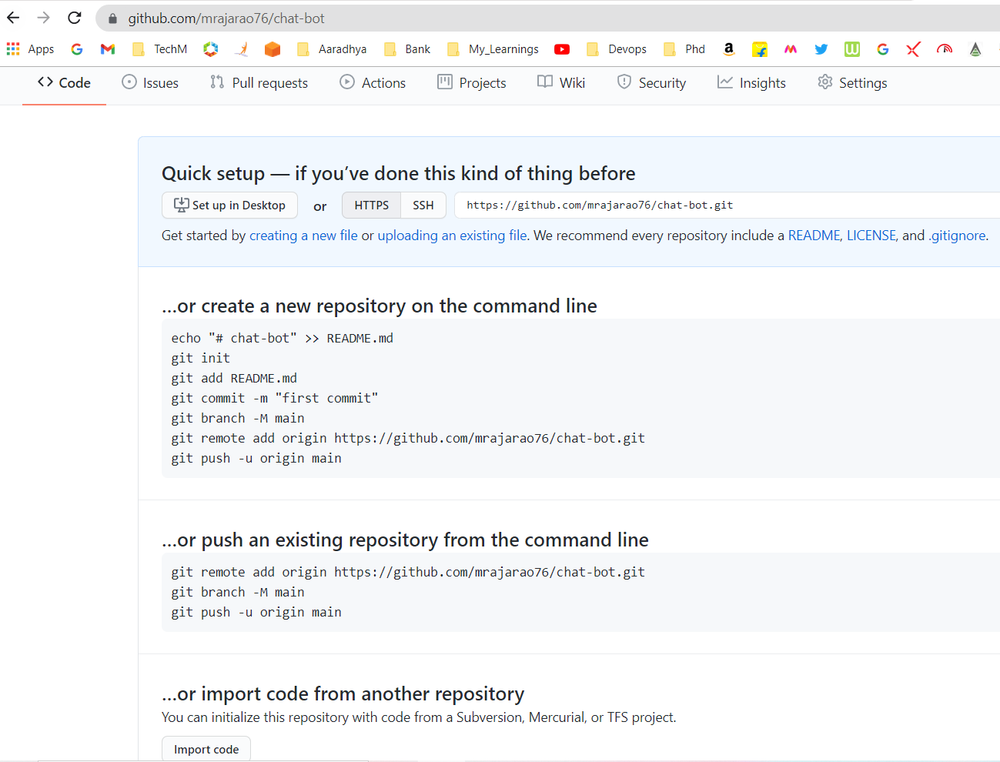 github.com/mrajarao76/chat-bot
Apps TechM Aaradhya Bank My_Learnings Devops Phd
Code Issues Pull requests Actions Projects Wiki Security Insights Settings
Quick setup — if you’ve done this kind of thing before
Set up in Desktop or HTTPS SSH https://github.com/mrajarao76/chat-bot.git
Get started by creating a new file or uploading an existing file. We recommend every repository include a README, LICENSE, and .gitignore.
…or create a new repository on the command line
echo "# chat-bot" >> README.md
git init
git add README.md
git commit -m "first commit"
git branch -M main
git remote add origin https://github.com/mrajarao76/chat-bot.git
git push -u origin main
…or push an existing repository from the command line
git remote add origin https://github.com/mrajarao76/chat-bot.git
git branch -M main
git push -u origin main
…or import code from another repository
You can initialize this repository with code from a Subversion, Mercurial, or TFS project.
Import code